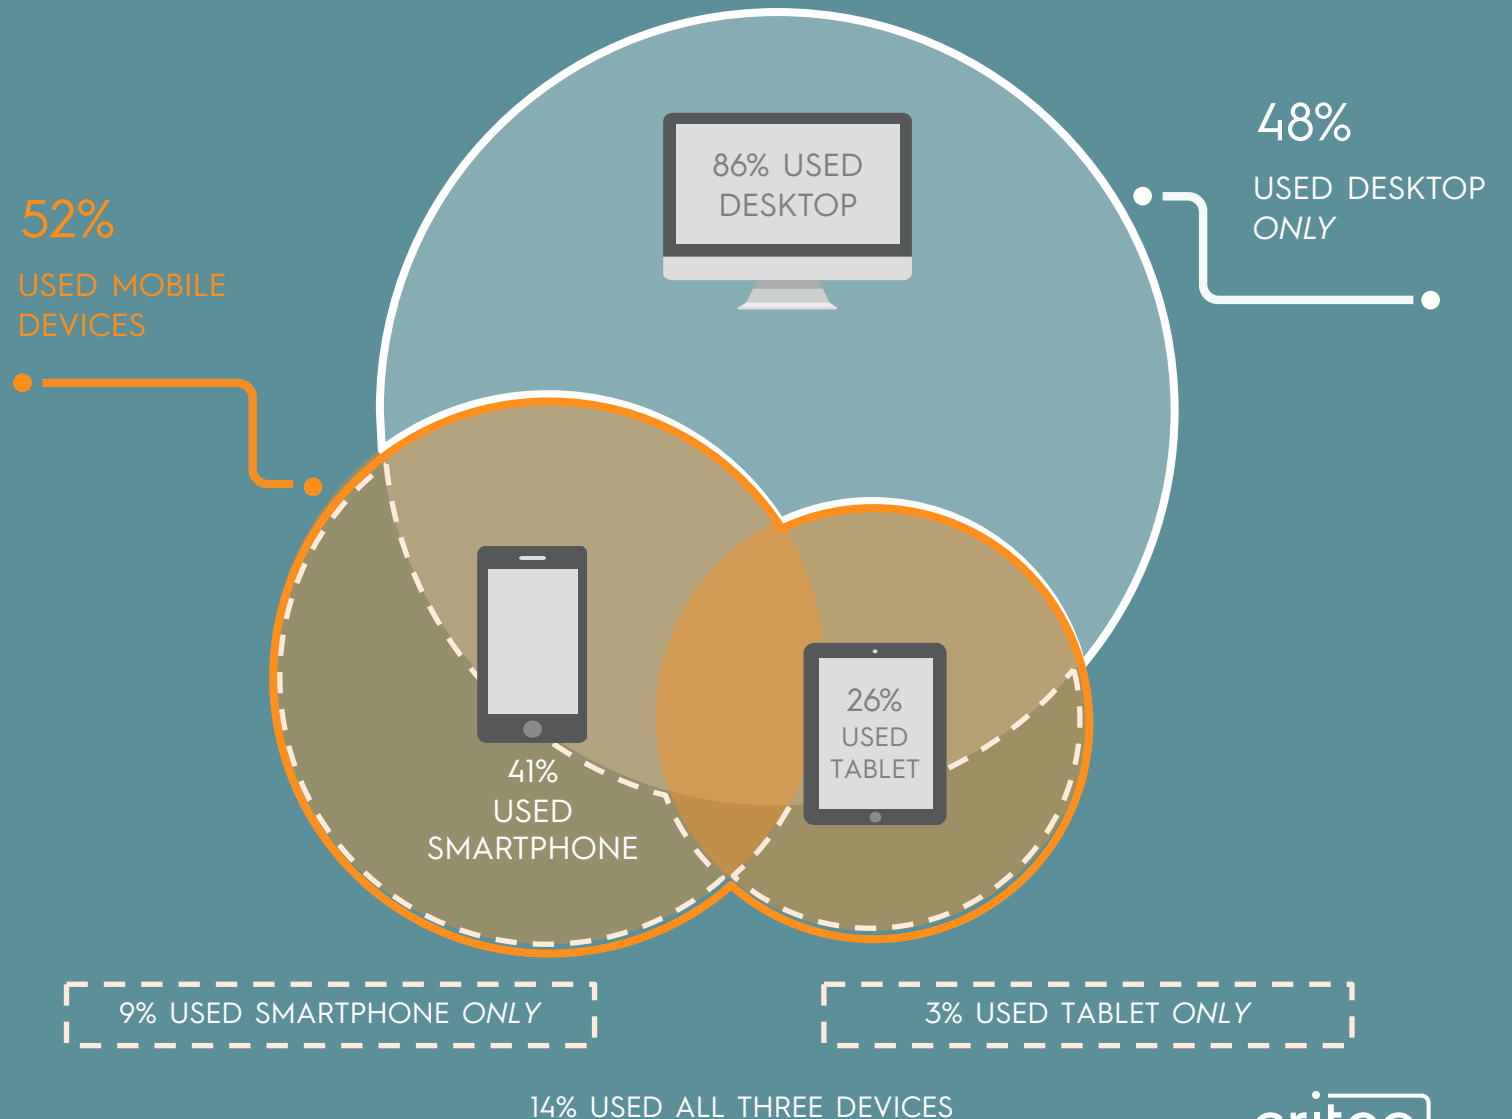 86% USED
DESKTOP
48%
USED DESKTOP
ONLY
52%
USED MOBILE
DEVICES
26%
USED
TABLET
41%
USED
SMARTPHONE
9% USED SMARTPHONE ONLY
3% USED TABLET ONLY
14% USED ALL THREE DEVICES